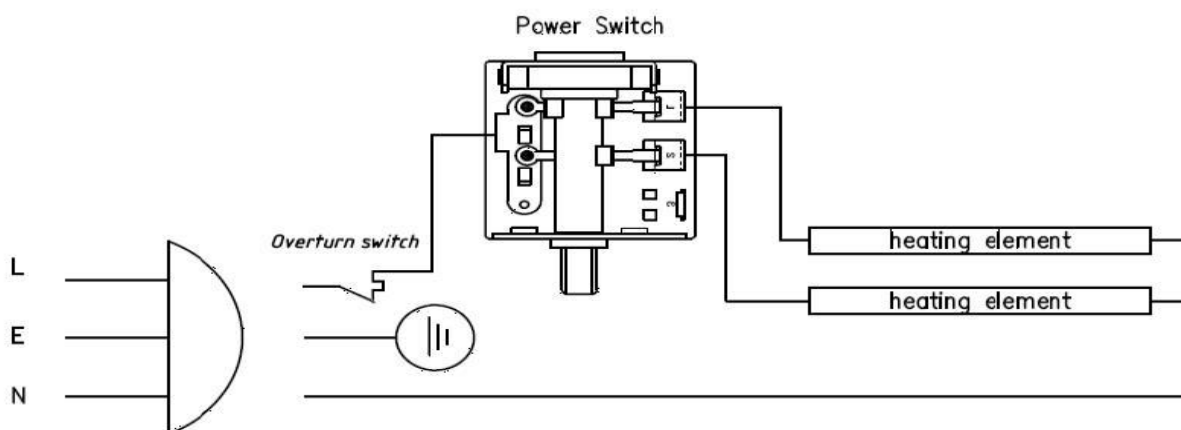 Power Switch
Overturn switch
L
E
N
heating element
heating element